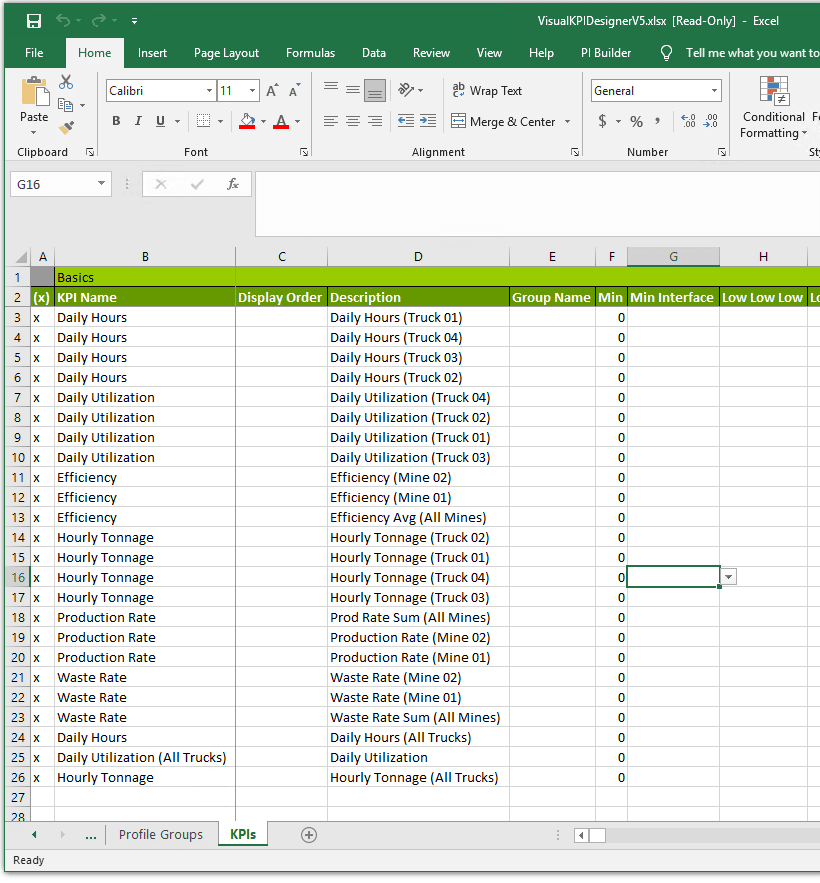 VisualKPIDesignerV5.xlsx [Read-Only] - Excel
File Home Insert Page Layout Formulas Data Review View Help PI Builder Tell me what you want to
Calibri 11 ab Wrap Text General
Paste B I U A Merge & Center $ % , Conditional
Formatting
Clipboard Font Alignment Number
G16 fx
A B C D E F G H
1 Basics
2 (x) KPI Name Display Order Description Group Name Min Min Interface Low Low Low
3 x Daily Hours Daily Hours (Truck 01) 0
4 x Daily Hours Daily Hours (Truck 04) 0
5 x Daily Hours Daily Hours (Truck 03) 0
6 x Daily Hours Daily Hours (Truck 02) 0
7 x Daily Utilization Daily Utilization (Truck 04) 0
8 x Daily Utilization Daily Utilization (Truck 02) 0
9 x Daily Utilization Daily Utilization (Truck 01) 0
10 x Daily Utilization Daily Utilization (Truck 03) 0
11 x Efficiency Efficiency (Mine 02) 0
12 x Efficiency Efficiency (Mine 01) 0
13 x Efficiency Efficiency Avg (All Mines) 0
14 x Hourly Tonnage Hourly Tonnage (Truck 02) 0
15 x Hourly Tonnage Hourly Tonnage (Truck 01) 0
16 x Hourly Tonnage Hourly Tonnage (Truck 04) 0
17 x Hourly Tonnage Hourly Tonnage (Truck 03) 0
18 x Production Rate Prod Rate Sum (All Mines) 0
19 x Production Rate Production Rate (Mine 02) 0
20 x Production Rate Production Rate (Mine 01) 0
21 x Waste Rate Waste Rate (Mine 02) 0
22 x Waste Rate Waste Rate (Mine 01) 0
23 x Waste Rate Waste Rate Sum (All Mines) 0
24 x Daily Hours Daily Hours (All Trucks) 0
25 x Daily Utilization (All Trucks) Daily Utilization 0
26 x Hourly Tonnage Hourly Tonnage (All Trucks) 0
27
28
... Profile Groups KPIs
Ready